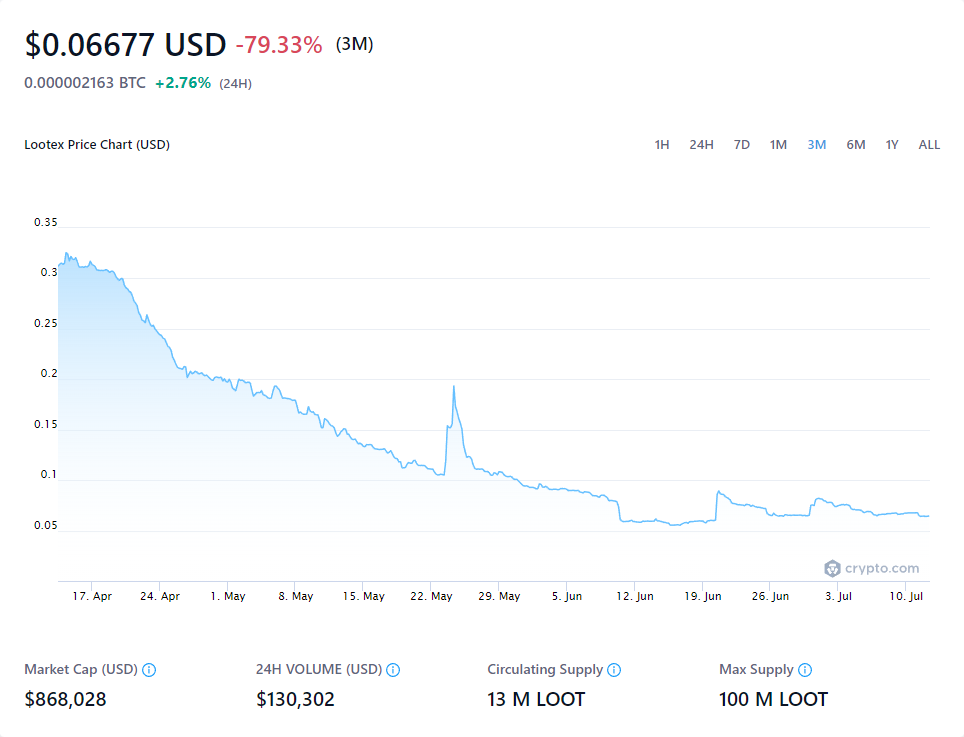 $0.06677 USD -79.33% (3M)
0.000002163 BTC +2.76% (24H)
Lootex Price Chart (USD) 1H 24H 7D 1M 3M 6M 1Y ALL
0.35
0.3
0.25
0.2
0.15
0.1
0.05
crypto.com
17. Apr 24. Apr 1. May 8. May 15. May 22. May 29. May 5. Jun 12. Jun 19. Jun 26. Jun 3. Jul 10. Jul
Market Cap (USD) 24H VOLUME (USD) Circulating Supply Max Supply
$868,028 $130,302 13 M LOOT 100 M LOOT